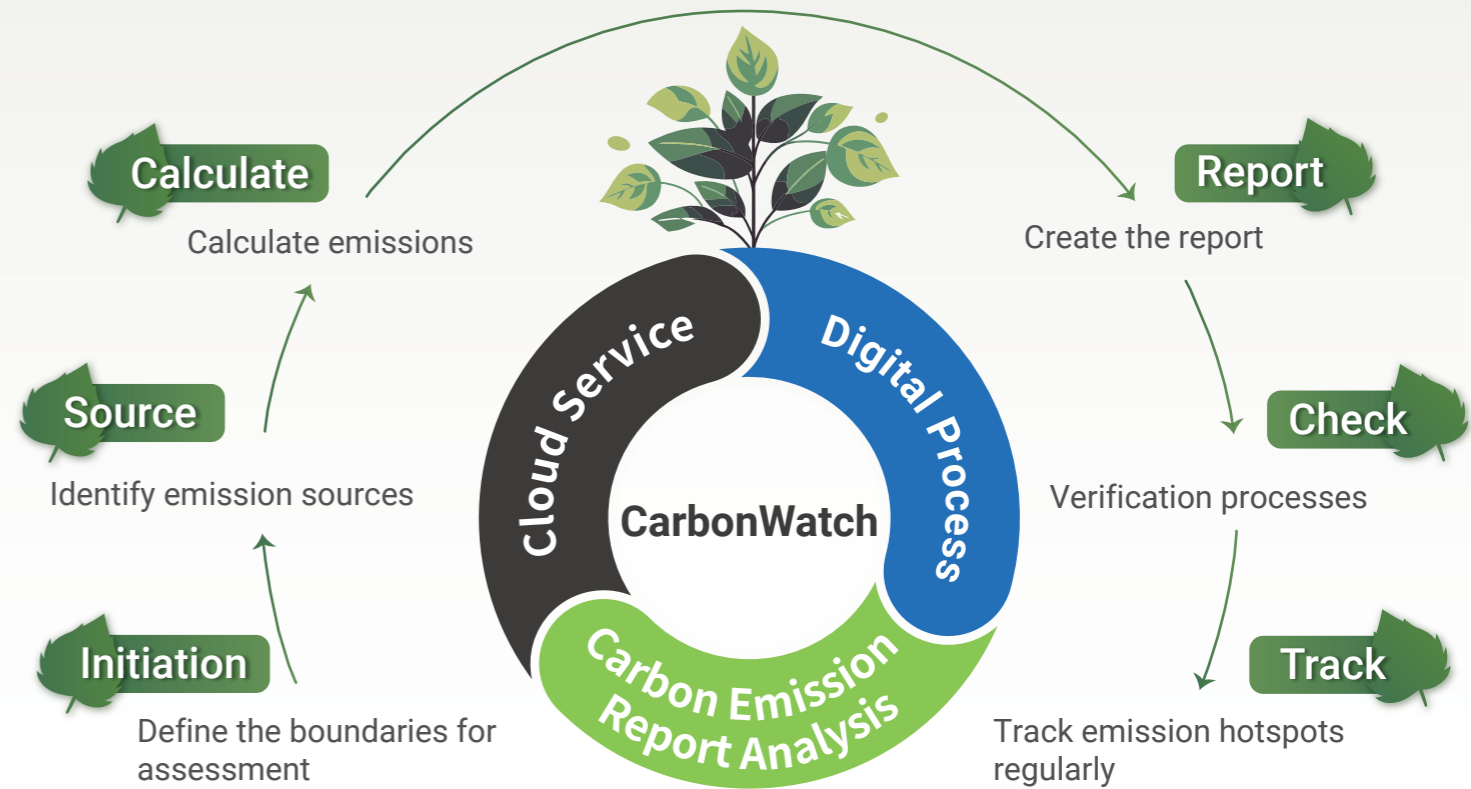 Calculate
Calculate emissions
Source
Identify emission sources
Initiation
Define the boundaries for
assessment
Cloud Service
Digital Process
CarbonWatch
Carbon Emission
Report Analysis
Report
Create the report
Check
Verification processes
Track
Track emission hotspots
regularly